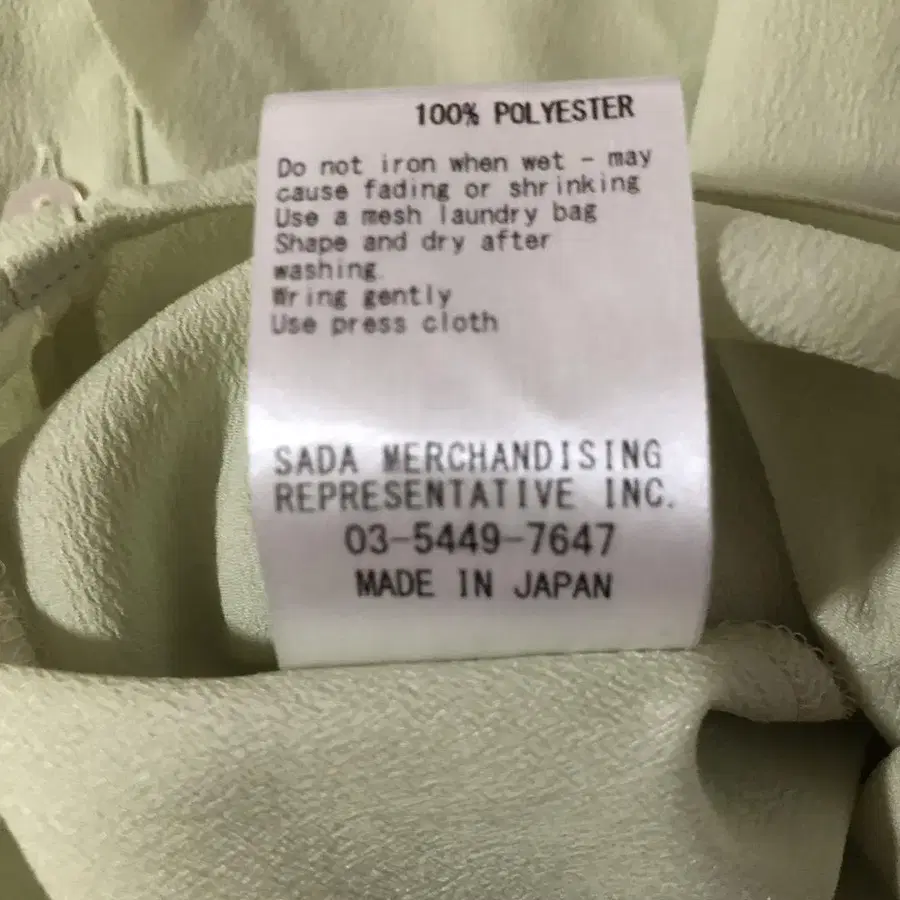 100% POLYESTER
Do not iron when wet - may
cause fading or shrinking
Use a mesh laundry bag
Shape and dry after
washing.
Wring gently
Use press cloth
SADA MERCHANDISING
REPRESENTATIVE INC.
03-5449-7647
MADE IN JAPAN